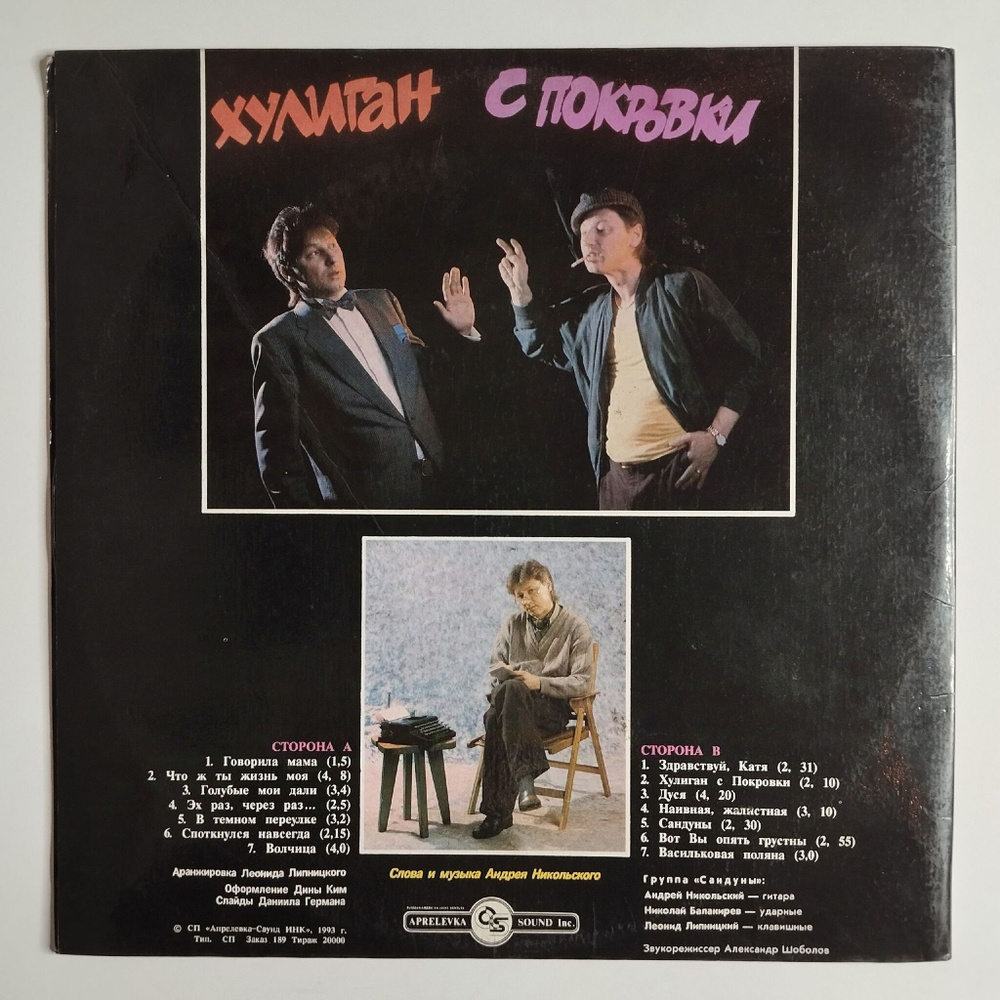 ХУЛИГАН С ПОКРОВКИ
СТОРОНА А
1. Говорила мама (1,5)
2. Что ж ты жизнь моя (4, 8)
3. Голубые мои дали (3,4)
4. Эх раз, через раз... (2,5)
5. В темном переулке (3,2)
6. Споткнулся навсегда (2,15)
7. Волчица (4,0)
Аранжировка Леонида Липницкого
Оформление Дины Ким
Слайды Даниила Германа
© СП «Апрелевка-Саунд ИНК», 1993 г.
Тип. СП Заказ 189 Тираж 20000
Слова и музыка Андрея Никольского
APRELEVKA SOUND Inc.
СТОРОНА В
1. Здравствуй, Катя (2, 31)
2. Хулиган с Покровки (2, 10)
3. Дуся (4, 20)
4. Наивная, жалистная (3, 10)
5. Сандуны (2, 30)
6. Вот Вы опять грустны (2, 55)
7. Васильковая поляна (3,0)
Группа «Сандуны»:
Андрей Никольский — гитара
Николай Балакирев — ударные
Леонид Липницкий — клавишные
Звукорежиссер Александр Шоболов